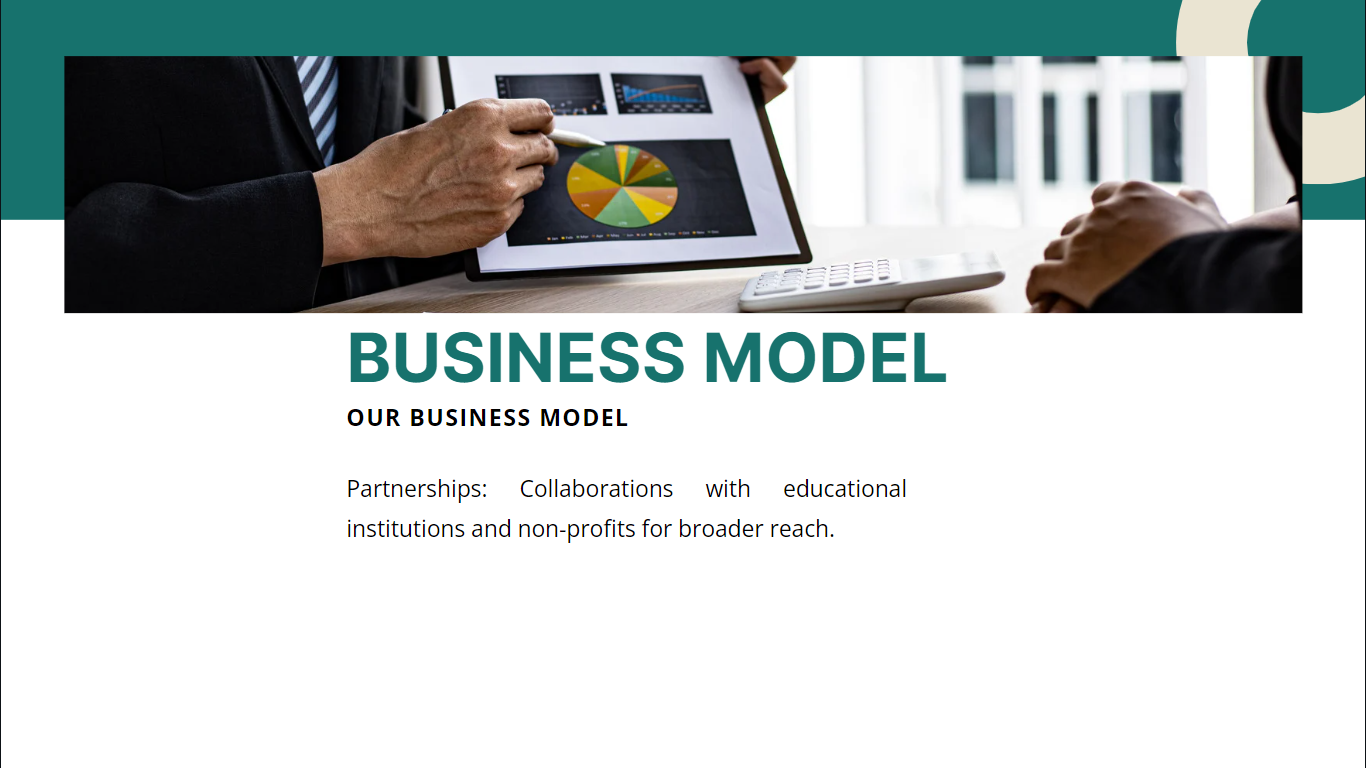 BUSINESS MODEL
OUR BUSINESS MODEL
Partnerships: Collaborations with educational
institutions and non-profits for broader reach.